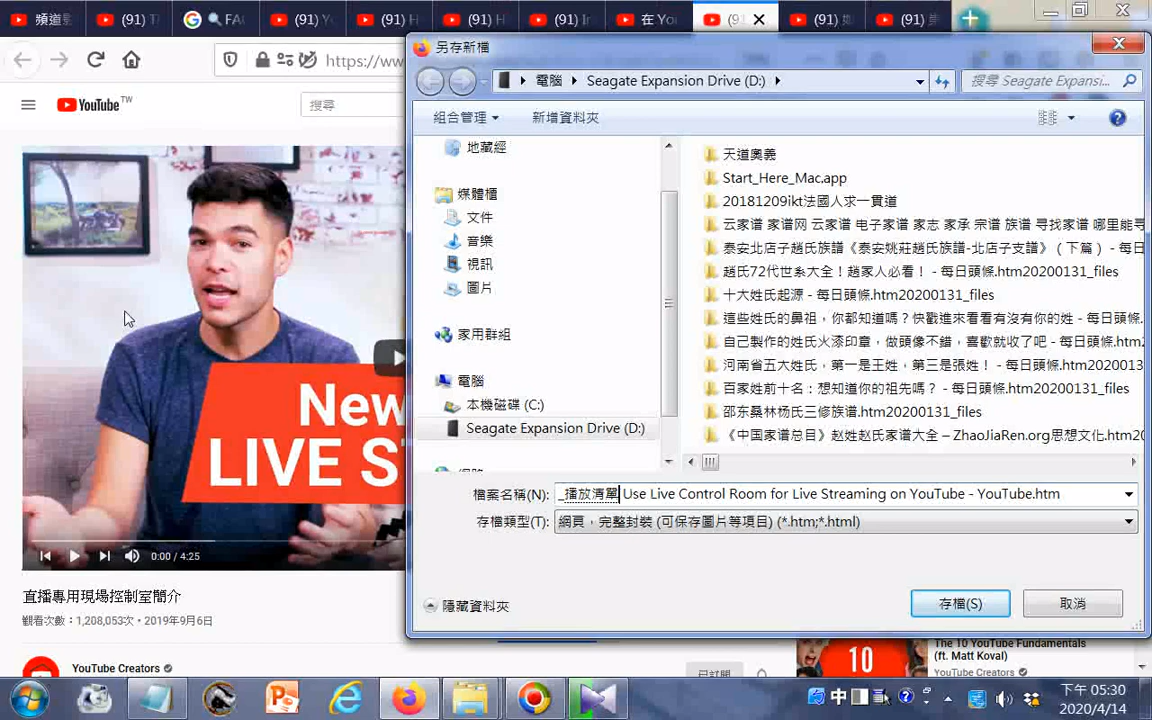 頻道影
(91) T
🔍 FA
(91) Y
(91) H
(91) H
(91) Ir
在 Yo
(91
(91) 如
(91)
https://ww
YouTube TW
搜尋
New
LIVE S
0:00 / 4:25
直播專用現場控制室簡介
觀看次數：1,208,053次・2019年9月6日
YouTube Creators
已訂閱
10
The 10 YouTube Fundamentals
(ft. Matt Koval)
YouTube Creators
另存新檔
電腦
Seagate Expansion Drive (D:)
搜尋 Seagate Expansi...
組合管理
新增資料夾
地藏經
媒體櫃
文件
音樂
視訊
圖片
家用群組
電腦
本機磁碟 (C:)
Seagate Expansion Drive (D:)
天道奧義
Start_Here_Mac.app
20181209ikt法國人求一貫道
云家谱 家谱网 云家谱 电子家谱 家志 家承 宗谱 族谱 寻找家谱 哪里能寻
泰安北店子趙氏族譜《泰安姚莊趙氏族譜-北店子支譜》（下篇）- 每日
趙氏72代世系大全！趙家人必看！ - 每日頭條.htm20200131_files
十大姓氏起源 - 每日頭條.htm20200131_files
這些姓氏的鼻祖，你都知道嗎？快戳進來看看有沒有你的姓 - 每日頭條.
自己製作的姓氏火漆印章，做頭像不錯，喜歡就收了吧 - 每日頭條.htm
河南省五大姓氏，第一是王姓，第三是張姓！ - 每日頭條.htm2020
百家姓前十名：想知道你的祖先嗎？ - 每日頭條.htm20200131_files
邵东桑林杨氏三修族谱.htm20200131_files
《中国家谱总目》赵姓赵氏家谱大全 – ZhaoJiaRen.org思想文化.htm20
檔案名稱(N):
_播放清單 Use Live Control Room for Live Streaming on YouTube - YouTube.htm
存檔類型(T):
網頁，完整封裝 (可保存圖片等項目) (*.htm;*.html)
隱藏資料夾
存檔(S)
取消
中
下午 05:30
2020/4/14